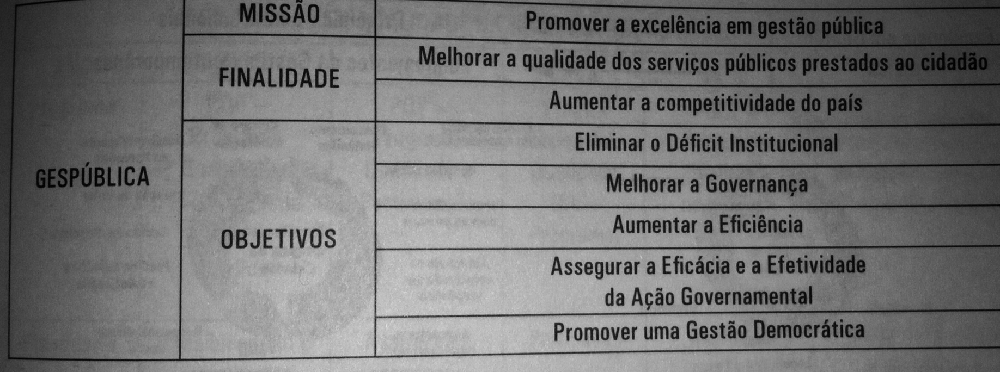 MISSÃO
Promover a excelência em gestão pública
FINALIDADE
Melhorar a qualidade dos serviços públicos prestados ao cidadão
Aumentar a competitividade do país
GESPÚBLICA
OBJETIVOS
Eliminar o Déficit Institucional
Melhorar a Governança
Aumentar a Eficiência
Assegurar a Eficácia e a Efetividade
da Ação Governamental
Promover uma Gestão Democrática